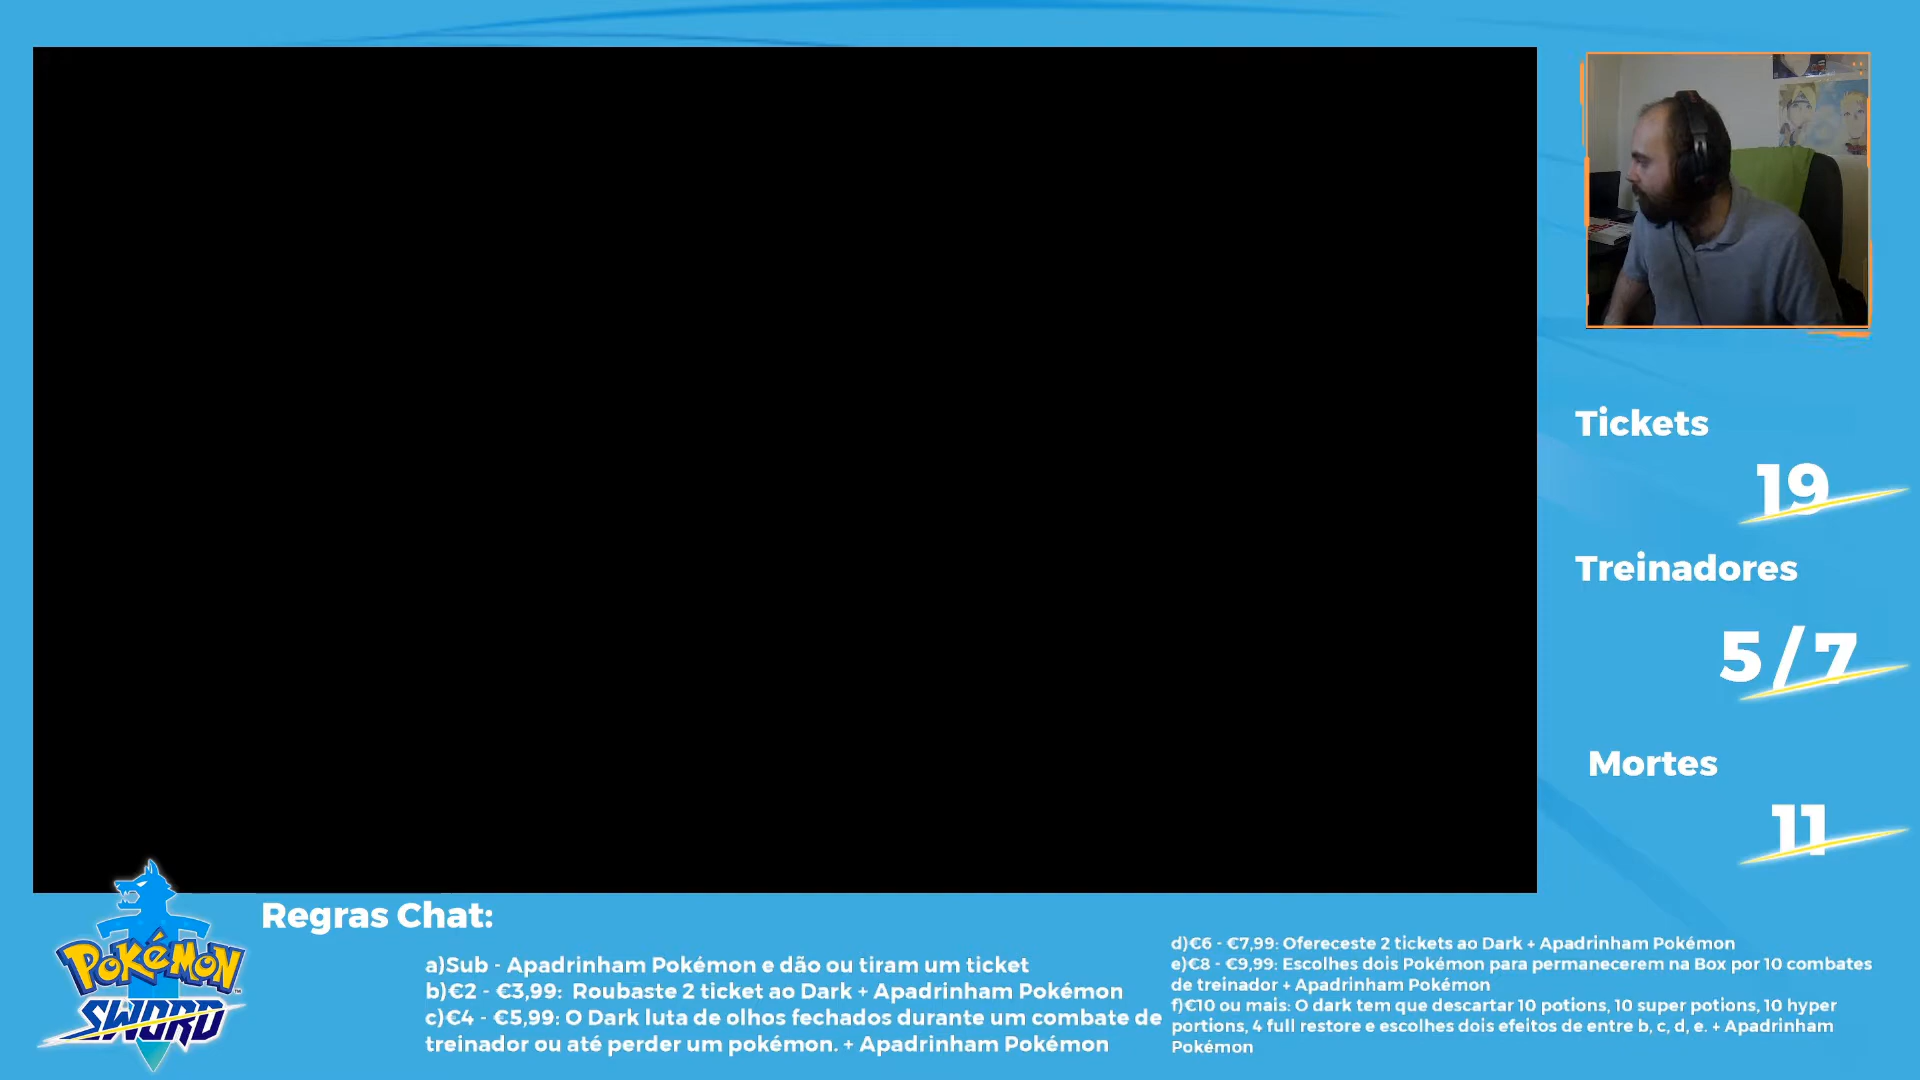 Tickets
19
Treinadores
5/7
Mortes
11
POKéMON
SWORD
Regras Chat:
a)Sub - Apadrinham Pokémon e dão ou tiram um ticket
b)€2 - €3,99: Roubaste 2 ticket ao Dark + Apadrinham Pokémon
c)€4 - €5,99: O Dark luta de olhos fechados durante um combate de
treinador ou até perder um pokémon. + Apadrinham Pokémon
d)€6 - €7,99: Ofereceste 2 tickets ao Dark + Apadrinham Pokémon
e)€8 - €9,99: Escolhes dois Pokémon para permanecerem na Box por 10 combates
de treinador + Apadrinham Pokémon
f)€10 ou mais: O dark tem que descartar 10 potions, 10 super potions, 10 hyper
portions, 4 full restore e escolhes dois efeitos de entre b, c, d, e. + Apadrinham
Pokémon